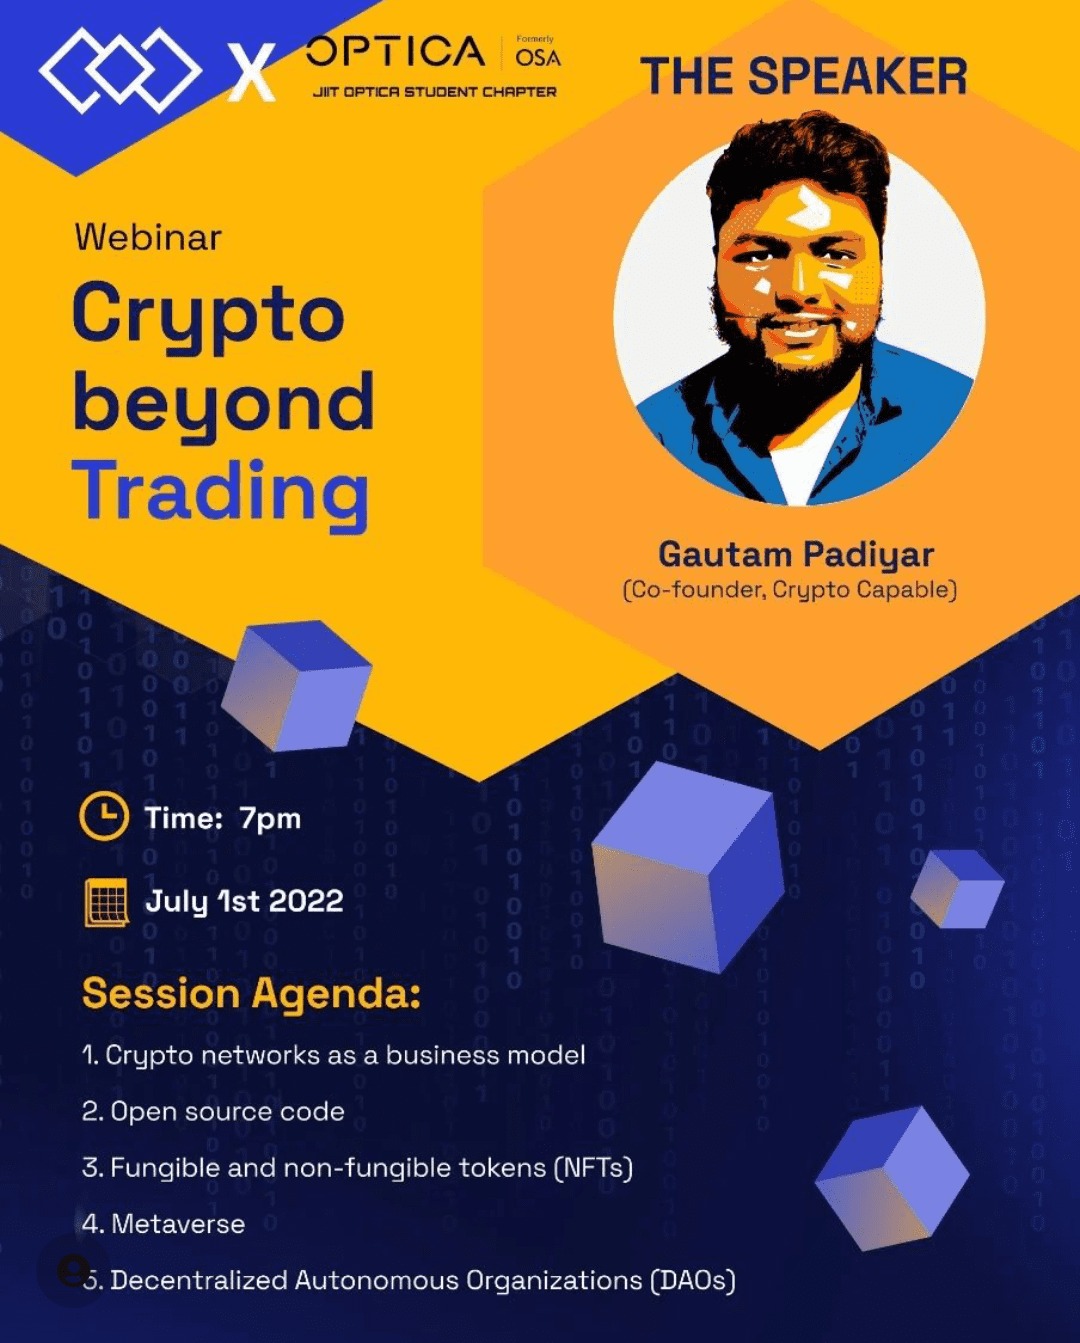 X
OPTICA
Formerly
OSA
JIIT OPTICA STUDENT CHAPTER
THE SPEAKER
Webinar
Crypto
beyond
Trading
Gautam Padiyar
(Co-founder, Crypto Capable)
Time: 7pm
July 1st 2022
Session Agenda:
1. Crypto networks as a business model
2. Open source code
3. Fungible and non-fungible tokens (NFTs)
4. Metaverse
5. Decentralized Autonomous Organizations (DAOs)